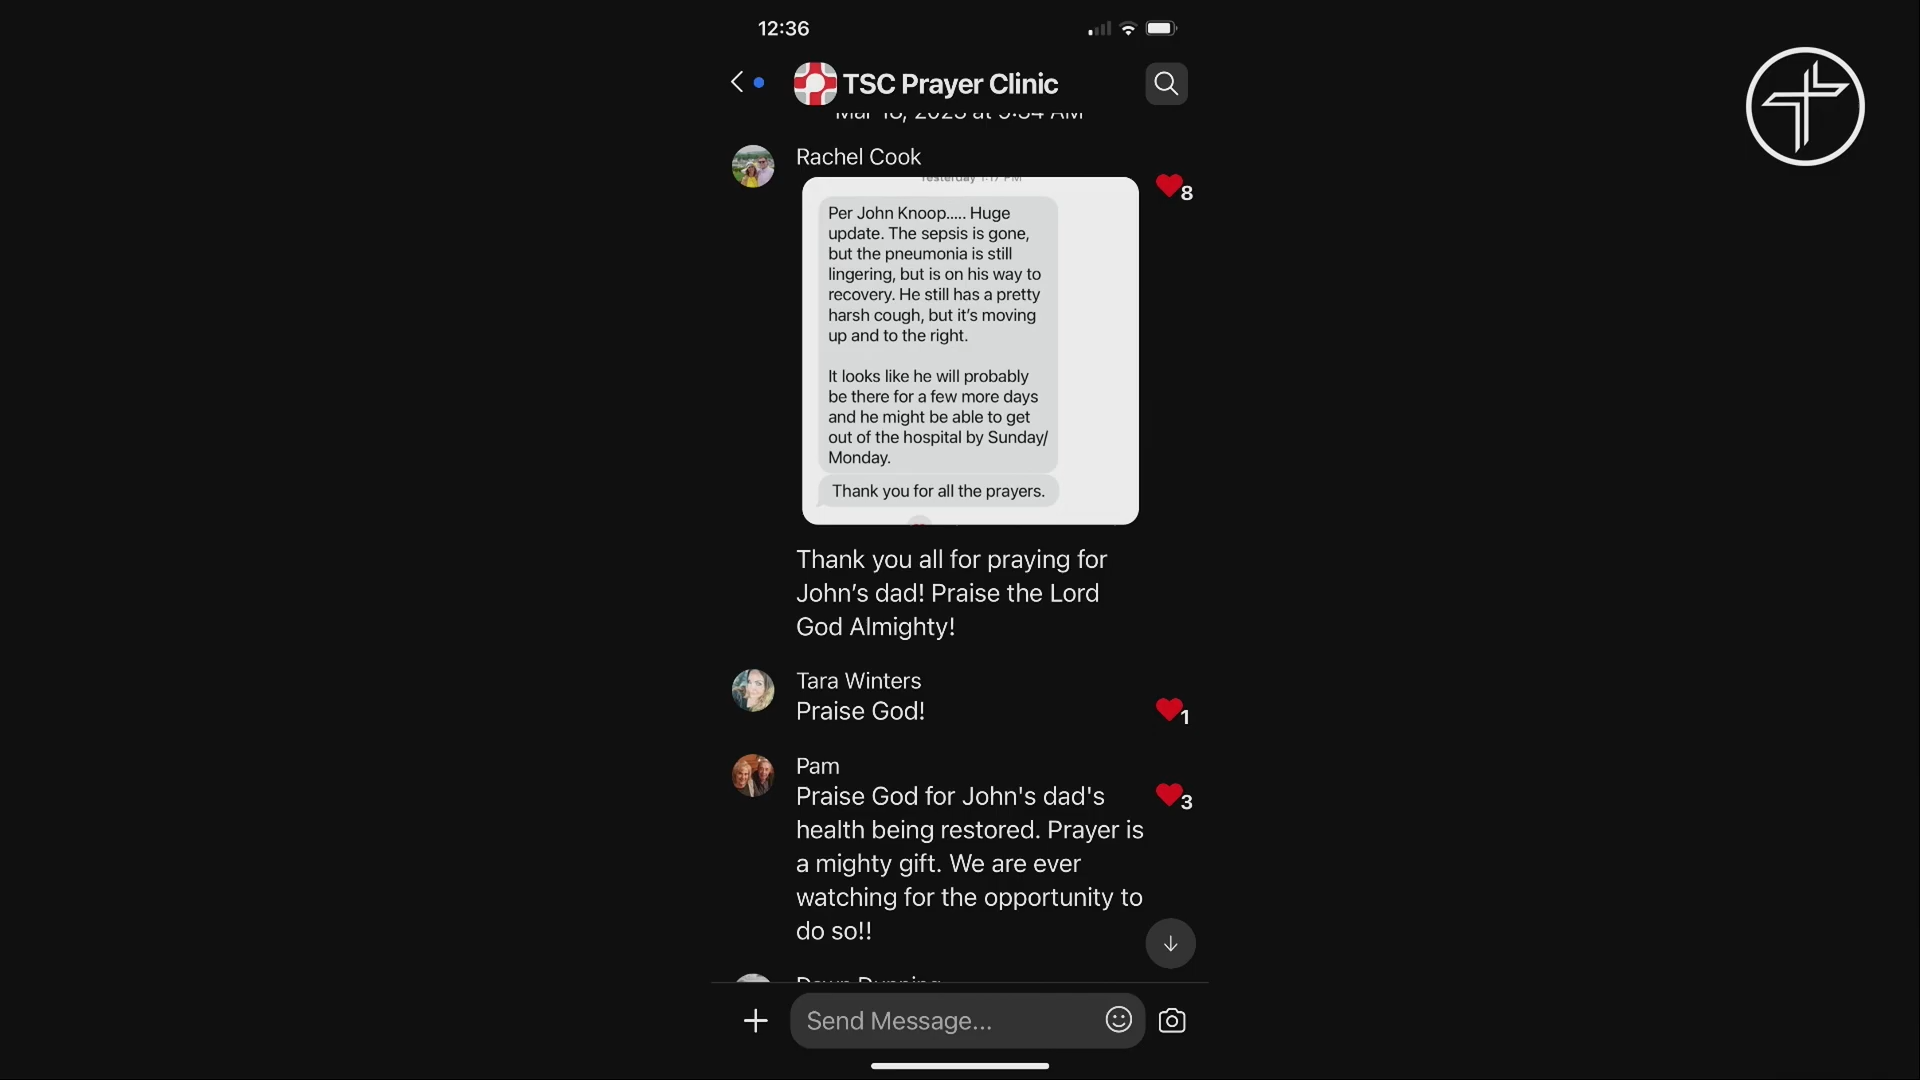 12:36
TSC Prayer Clinic
Rachel Cook
8
Yesterday 1:17 PM
Per John Knoop..... Huge
update. The sepsis is gone,
but the pneumonia is still
lingering, but is on his way to
recovery. He still has a pretty
harsh cough, but it’s moving
up and to the right.
It looks like he will probably
be there for a few more days
and he might be able to get
out of the hospital by Sunday/
Monday.
Thank you for all the prayers.
Thank you all for praying for
John’s dad! Praise the Lord
God Almighty!
Tara Winters
Praise God!
1
Pam
Praise God for John's dad's
3
health being restored. Prayer is
a mighty gift. We are ever
watching for the opportunity to
do so!!
Send Message...